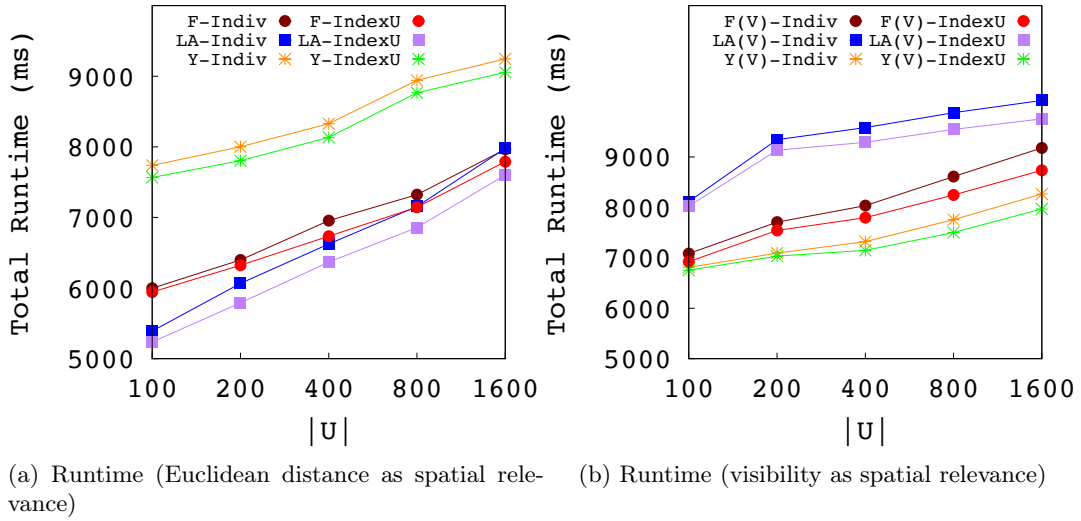 F-Indiv F-IndexU
LA-Indiv LA-IndexU
Y-Indiv Y-IndexU
Total Runtime (ms)
9000
8000
7000
6000
5000
100 200 400 800 1600
|U|
(a) Runtime (Euclidean distance as spatial rele-
vance)
F(V)-Indiv F(V)-IndexU
LA(V)-Indiv LA(V)-IndexU
Y(V)-Indiv Y(V)-IndexU
Total Runtime (ms)
9000
8000
7000
6000
5000
100 200 400 800 1600
|U|
(b) Runtime (visibility as spatial relevance)